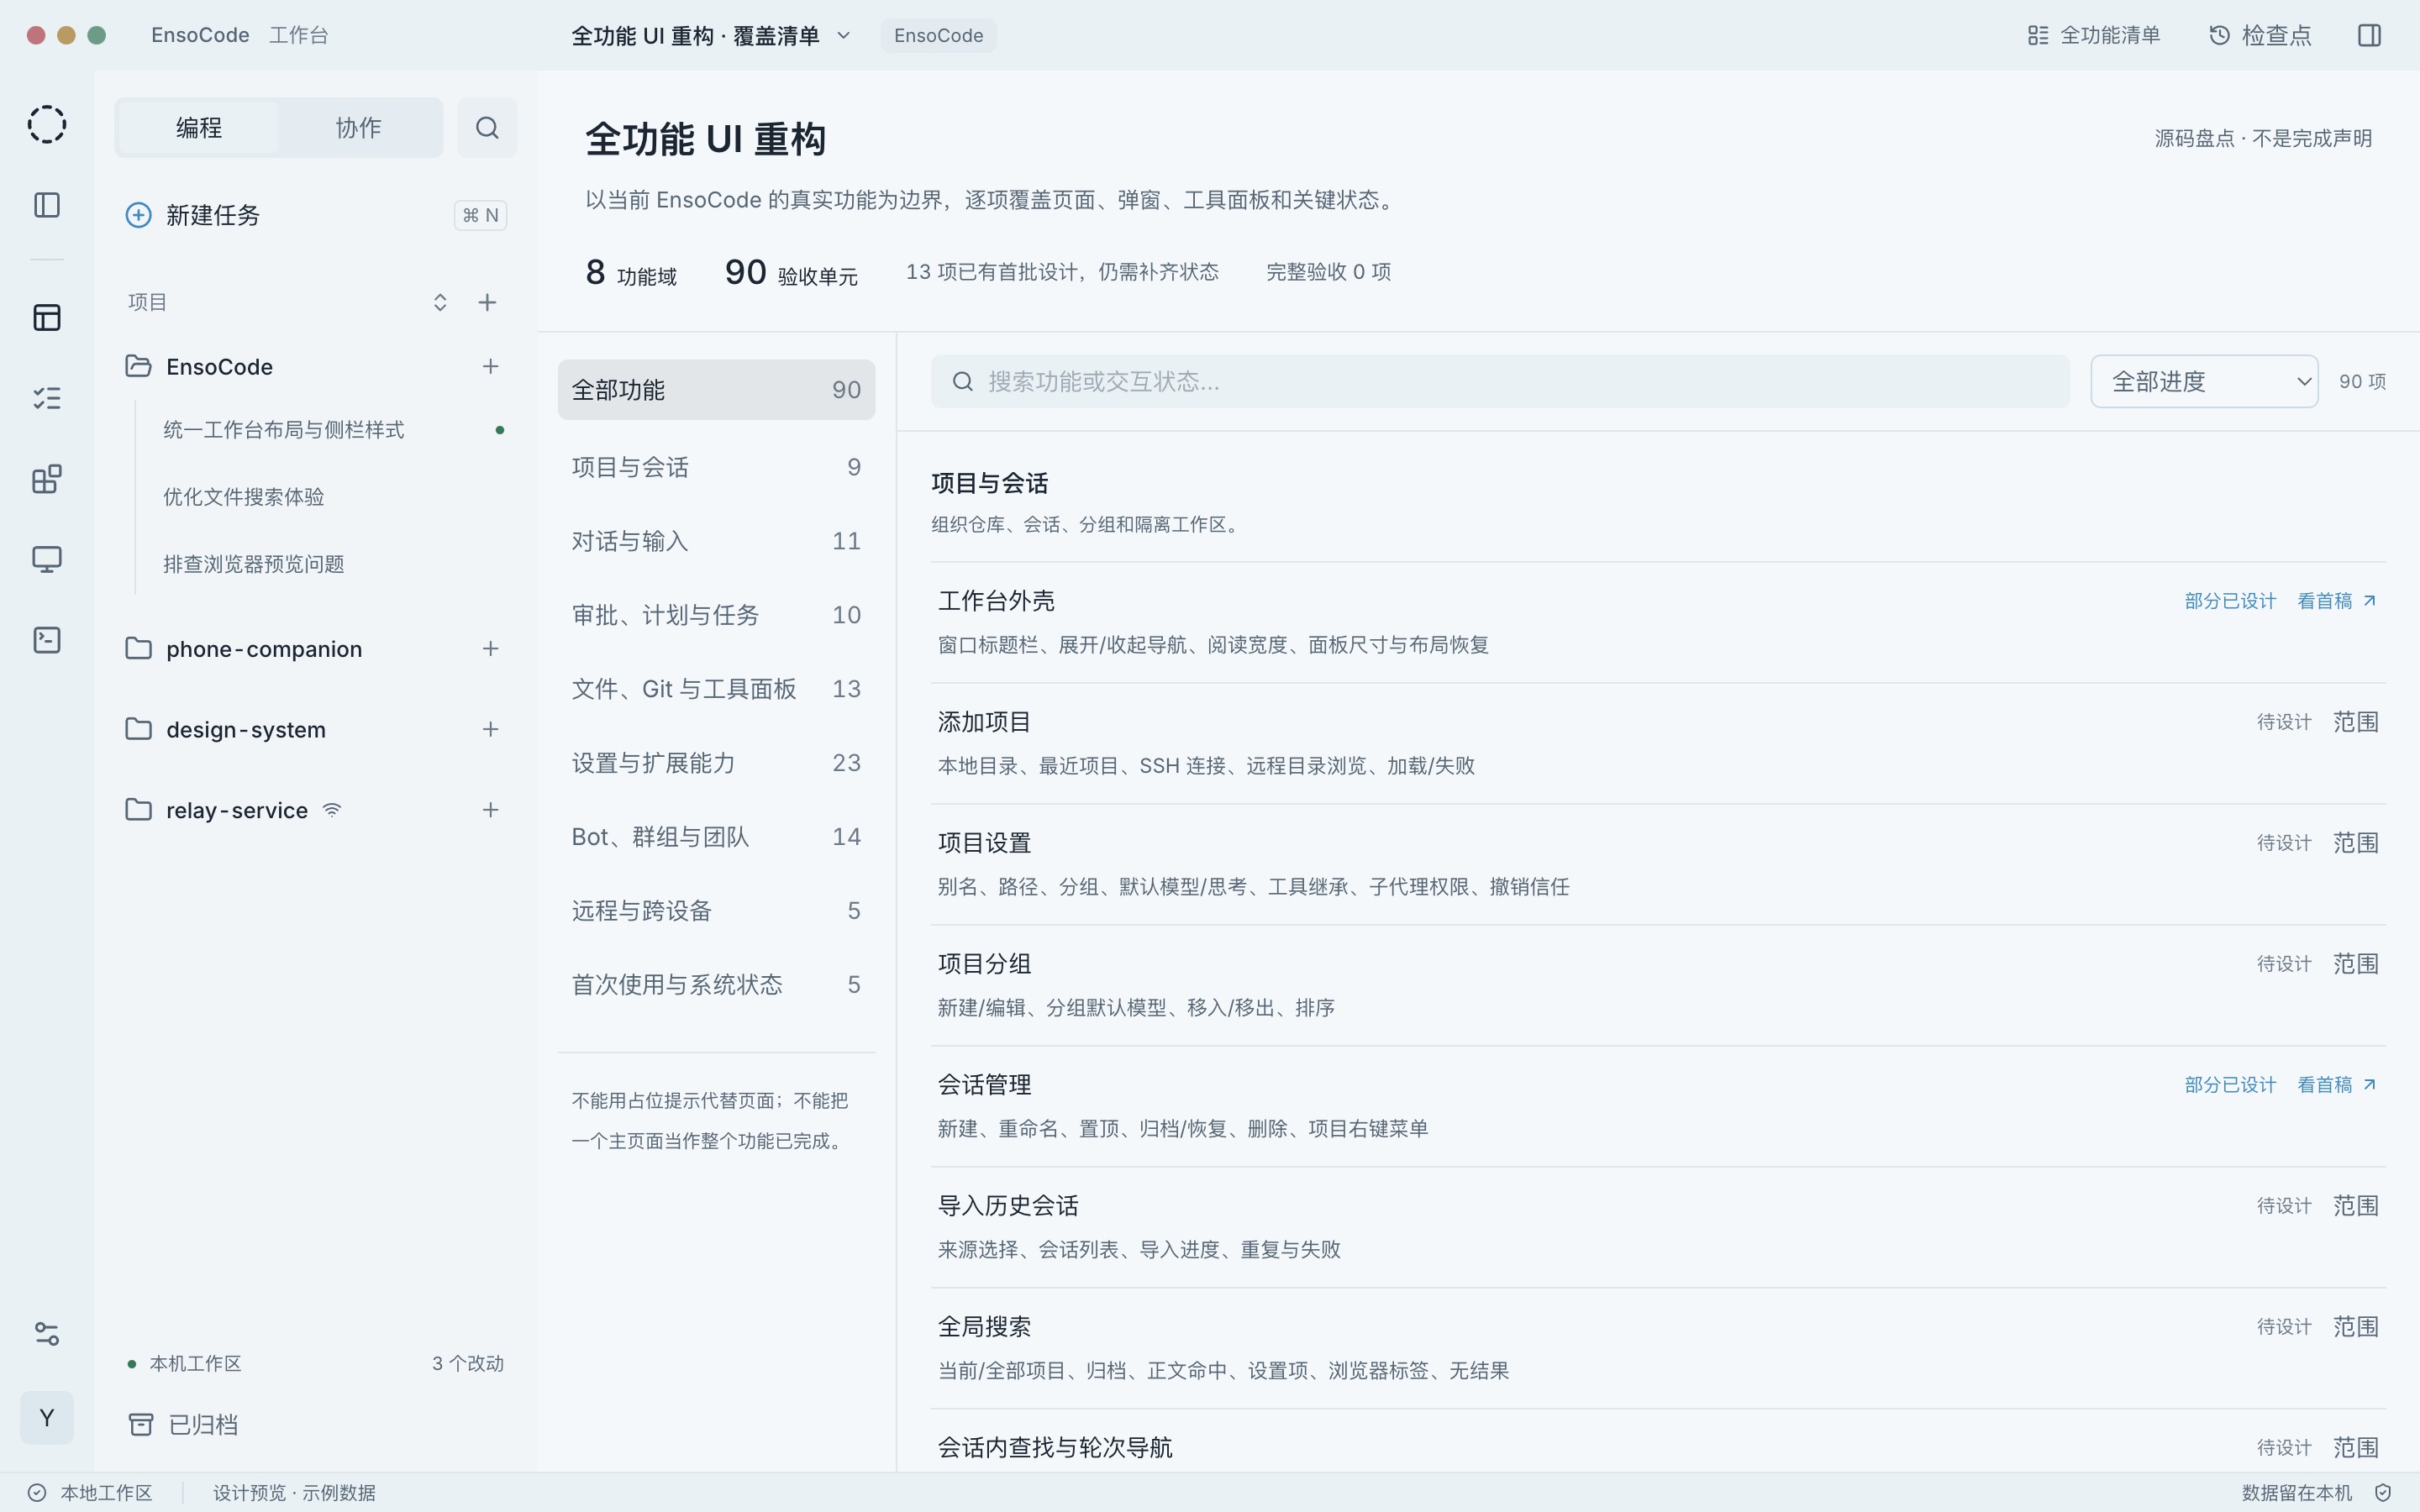 EnsoCode 工作台
全功能 UI 重构 · 覆盖清单
EnsoCode
全功能清单
检查点
编程
协作
新建任务
⌘ N
项目
EnsoCode
统一工作台布局与侧栏样式
优化文件搜索体验
排查浏览器预览问题
phone-companion
design-system
relay-service
本机工作区
3 个改动
Y
已归档
全功能 UI 重构
源码盘点 · 不是完成声明
以当前 EnsoCode 的真实功能为边界，逐项覆盖页面、弹窗、工具面板和关键状态。
8 功能域
90 验收单元
13 项已有首批设计，仍需补齐状态
完整验收 0 项
全部功能 90
项目与会话 9
对话与输入 11
审批、计划与任务 10
文件、Git 与工具面板 13
设置与扩展能力 23
Bot、群组与团队 14
远程与跨设备 5
首次使用与系统状态 5
不能用占位提示代替页面；不能把
一个主页面当作整个功能已完成。
搜索功能或交互状态...
全部进度
90 项
项目与会话
组织仓库、会话、分组和隔离工作区。
工作台外壳
部分已设计 看首稿
窗口标题栏、展开/收起导航、阅读宽度、面板尺寸与布局恢复
添加项目
待设计 范围
本地目录、最近项目、SSH 连接、远程目录浏览、加载/失败
项目设置
待设计 范围
别名、路径、分组、默认模型/思考、工具继承、子代理权限、撤销信任
项目分组
待设计 范围
新建/编辑、分组默认模型、移入/移出、排序
会话管理
部分已设计 看首稿
新建、重命名、置顶、归档/恢复、删除、项目右键菜单
导入历史会话
待设计 范围
来源选择、会话列表、导入进度、重复与失败
全局搜索
待设计 范围
当前/全部项目、归档、正文命中、设置项、浏览器标签、无结果
会话内查找与轮次导航
待设计 范围
本地工作区
设计预览 · 示例数据
数据留在本机